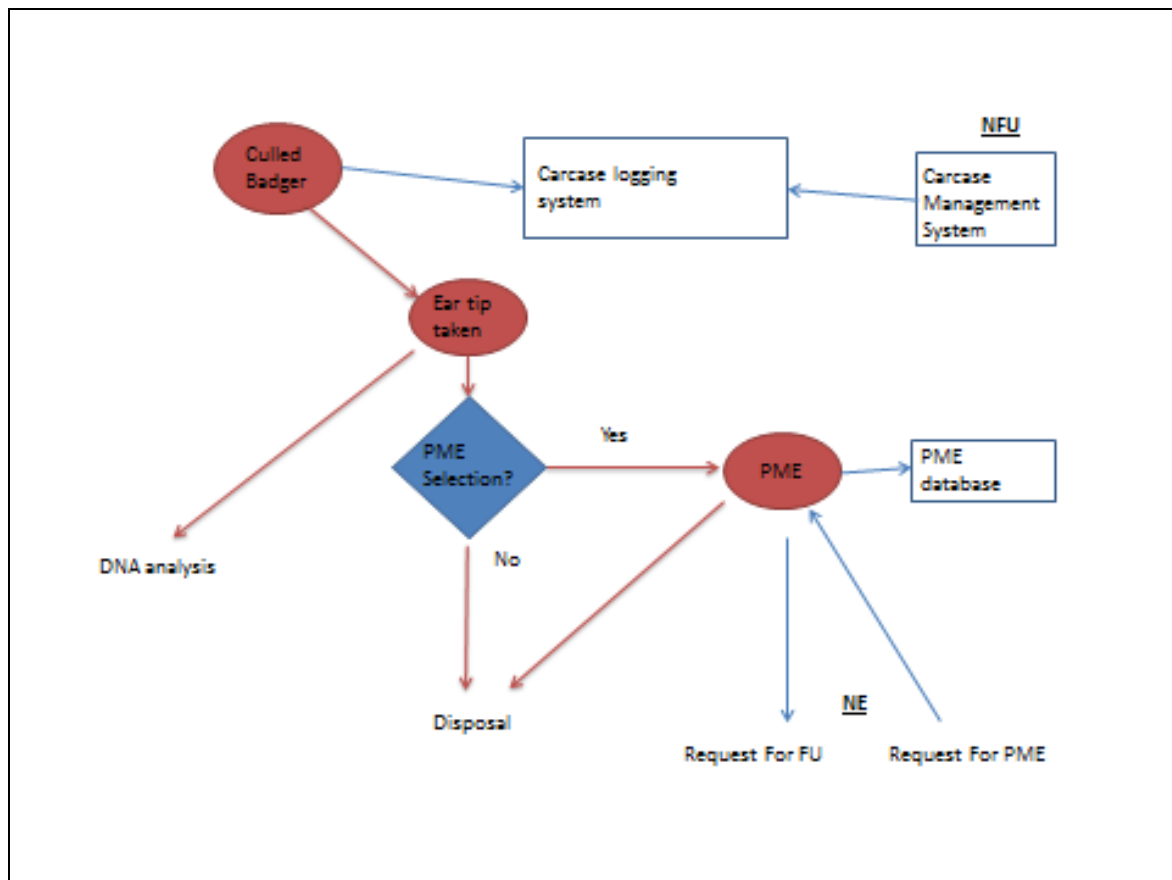 NFU
Culled
Badger
Carcase logging
system
Carcase
Management
System
Ear tip
taken
PME
Selection?
Yes
PME
PME
database
No
DNA analysis
Disposal
NE
Request For FU
Request For PME